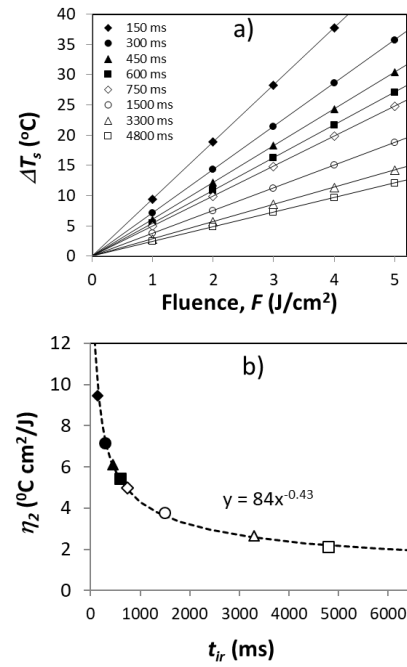 a)
40
35
30
25
20
15
10
5
0
ΔTs (⁰C)
150 ms
300 ms
450 ms
600 ms
750 ms
1500 ms
3300 ms
4800 ms
0 1 2 3 4 5
Fluence, F (J/cm²)
b)
12
10
8
6
4
2
0
η₂ (⁰C cm²/J)
y = 84x⁻⁰·⁴³
0 1000 2000 3000 4000 5000 6000
tir (ms)